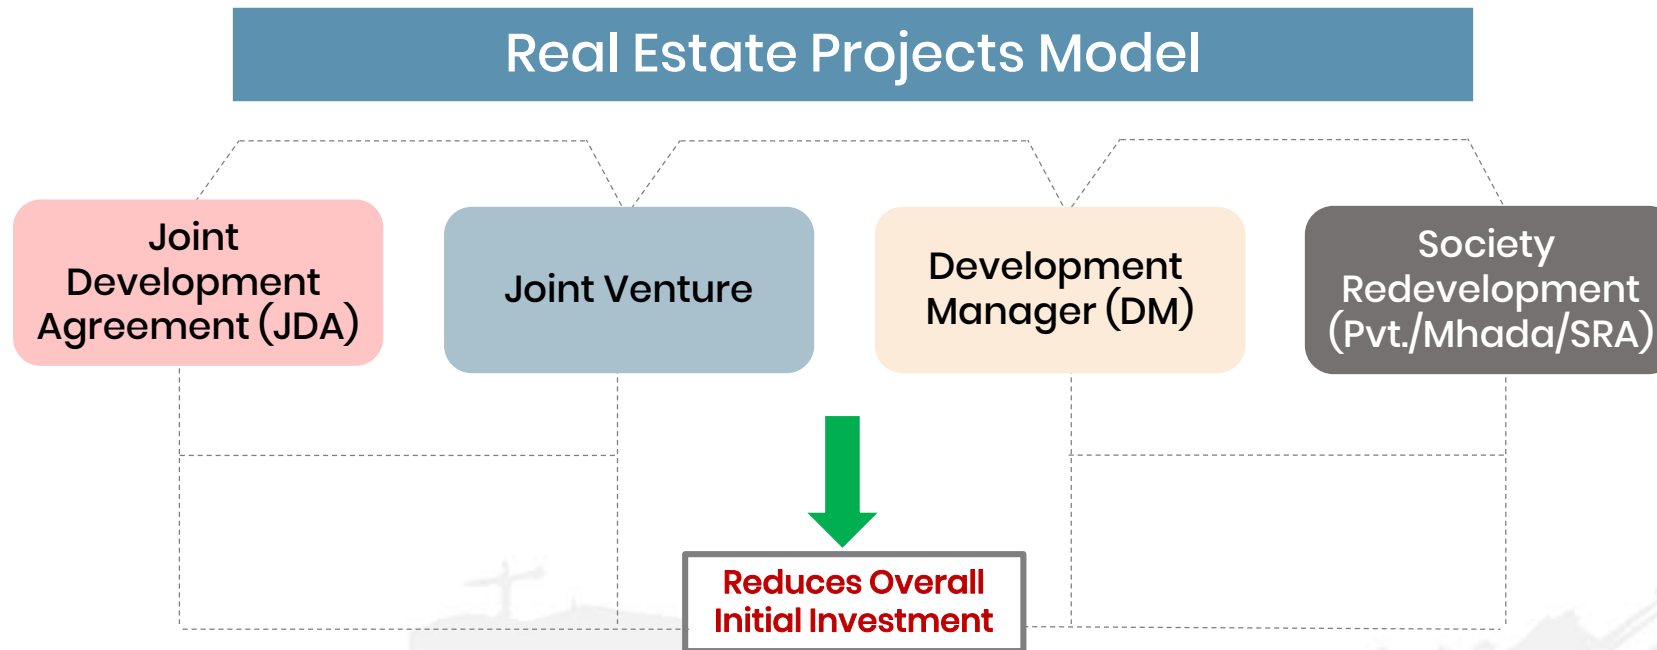 Real Estate Projects Model
Joint
Development
Agreement (JDA)
Joint Venture
Development
Manager (DM)
Society
Redevelopment
(Pvt./Mhada/SRA)
Reduces Overall
Initial Investment